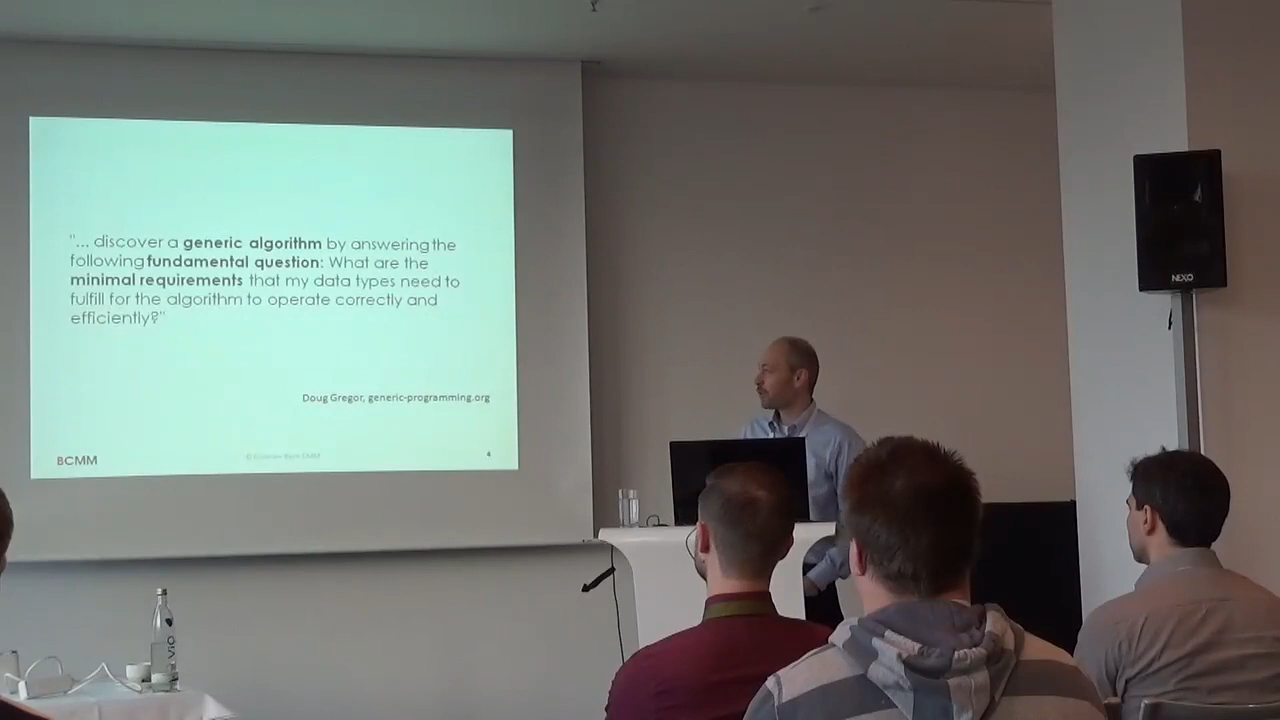 "... discover a generic algorithm by answering the
following fundamental question: What are the
minimal requirements that my data types need to
fulfill for the algorithm to operate correctly and
efficiently?"
Doug Gregor, generic-programming.org
BCMM
4
NEXO
ViO